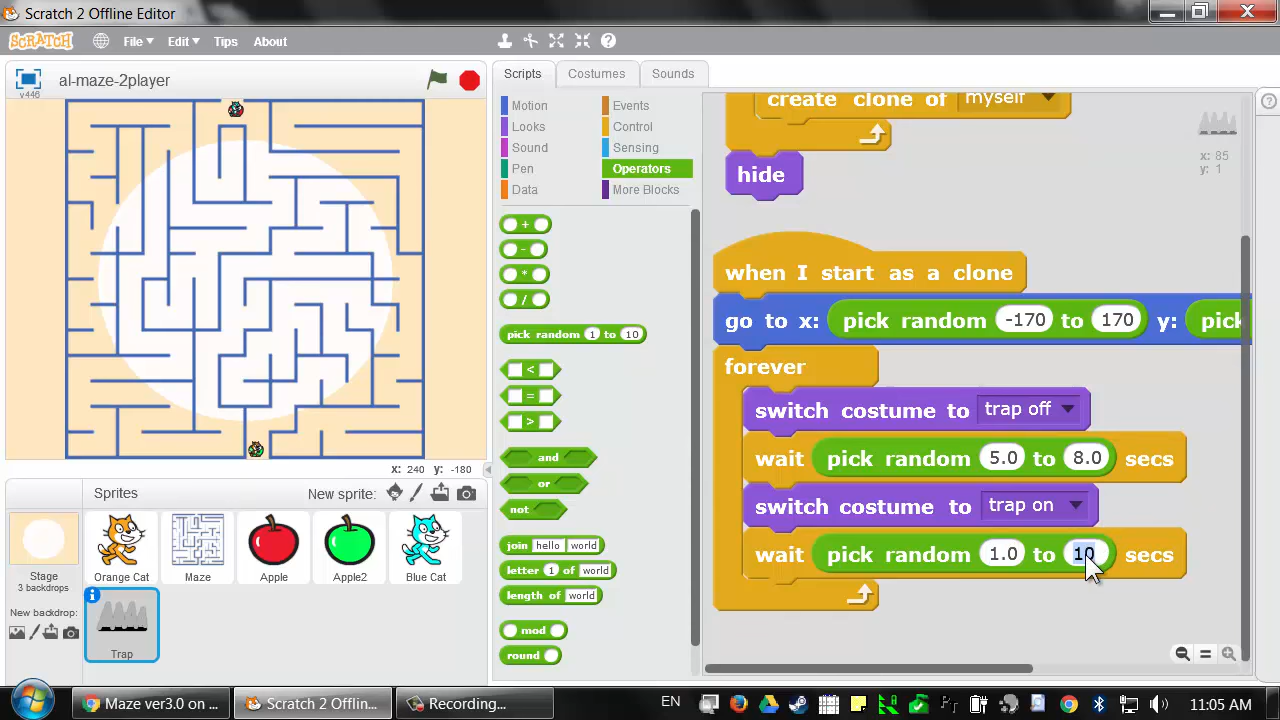 Scratch 2 Offline Editor
SCRATCH
File
Edit
Tips
About
v446
al-maze-2player
Scripts
Costumes
Sounds
Motion
Events
Looks
Control
Sound
Sensing
Pen
Operators
Data
More Blocks
+
-
*
/
pick random 1 to 10
<
=
>
and
or
not
join hello world
letter 1 of world
length of world
mod
round
create clone of myself
hide
x: 85
y: 1
when I start as a clone
go to x: pick random -170 to 170 y: pick
forever
switch costume to trap off
wait pick random 5.0 to 8.0 secs
switch costume to trap on
wait pick random 1.0 to 10 secs
x: 240 y: -180
Sprites
New sprite:
Stage
3 backdrops
New backdrop:
Orange Cat
Maze
Apple
Apple2
Blue Cat
Trap
Maze ver3.0 on ...
Scratch 2 Offlin...
Recording...
EN
11:05 AM